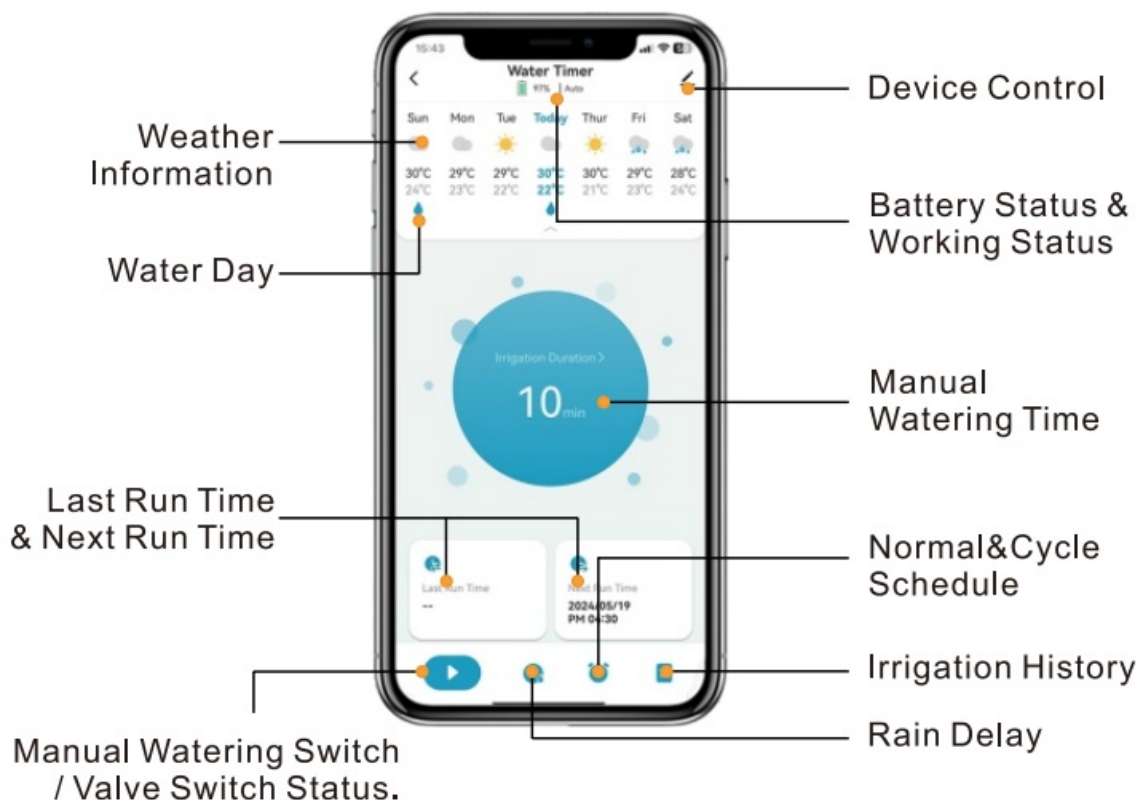 15:43
Water Timer
97% | Auto
Sun Mon Tue Today Thur Fri Sat
30°C 29°C 29°C 30°C 30°C 29°C 28°C
24°C 23°C 22°C 22°C 21°C 23°C 24°C
Irrigation Duration >
10 min
Last Run Time
--
Next Run Time
2024/05/19
PM 04:30
Weather
Information
Water Day
Last Run Time
& Next Run Time
Manual Watering Switch
/ Valve Switch Status.
Device Control
Battery Status &
Working Status
Manual
Watering Time
Normal&Cycle
Schedule
Irrigation History
Rain Delay